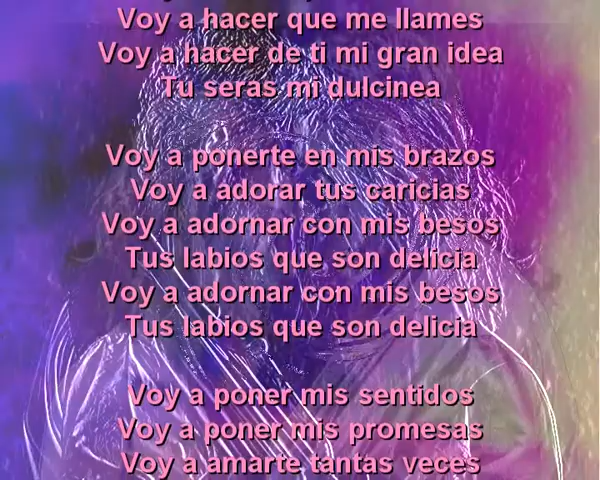 Voy a hacer que me llames
Voy a hacer de ti mi gran idea
Tu seras mi dulcinea
Voy a ponerte en mis brazos
Voy a adorar tus caricias
Voy a adornar con mis besos
Tus labios que son delicia
Voy a adornar con mis besos
Tus labios que son delicia
Voy a poner mis sentidos
Voy a poner mis promesas
Voy a amarte tantas veces